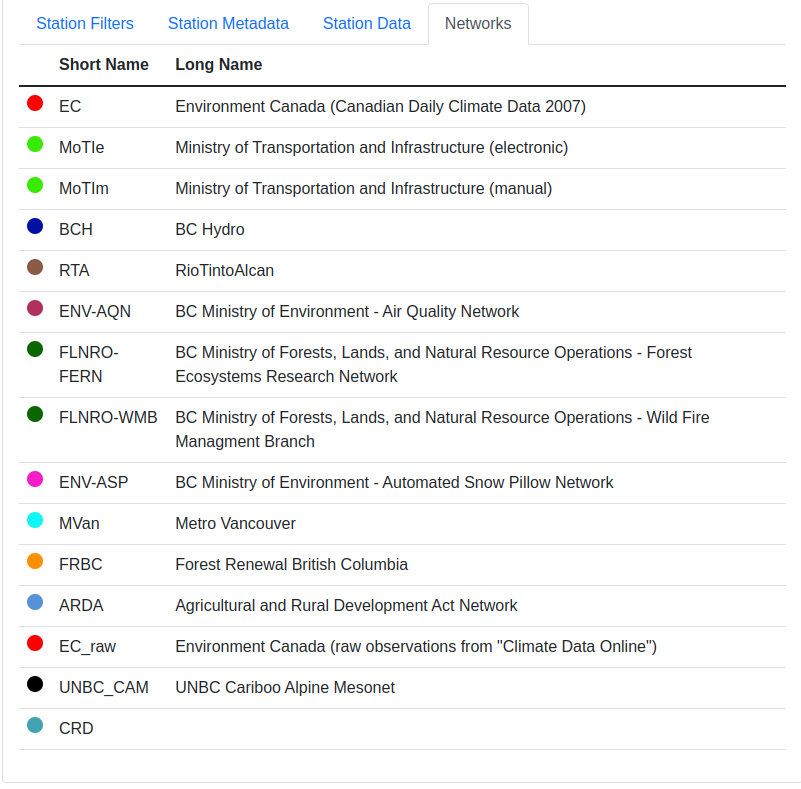 Station Filters Station Metadata Station Data Networks
Short Name Long Name
EC Environment Canada (Canadian Daily Climate Data 2007)
MoTIe Ministry of Transportation and Infrastructure (electronic)
MoTIm Ministry of Transportation and Infrastructure (manual)
BCH BC Hydro
RTA RioTintoAlcan
ENV-AQN BC Ministry of Environment - Air Quality Network
FLNRO- BC Ministry of Forests, Lands, and Natural Resource Operations - Forest
FERN Ecosystems Research Network
FLNRO-WMB BC Ministry of Forests, Lands, and Natural Resource Operations - Wild Fire
Managment Branch
ENV-ASP BC Ministry of Environment - Automated Snow Pillow Network
MVan Metro Vancouver
FRBC Forest Renewal British Columbia
ARDA Agricultural and Rural Development Act Network
EC_raw Environment Canada (raw observations from "Climate Data Online")
UNBC_CAM UNBC Cariboo Alpine Mesonet
CRD